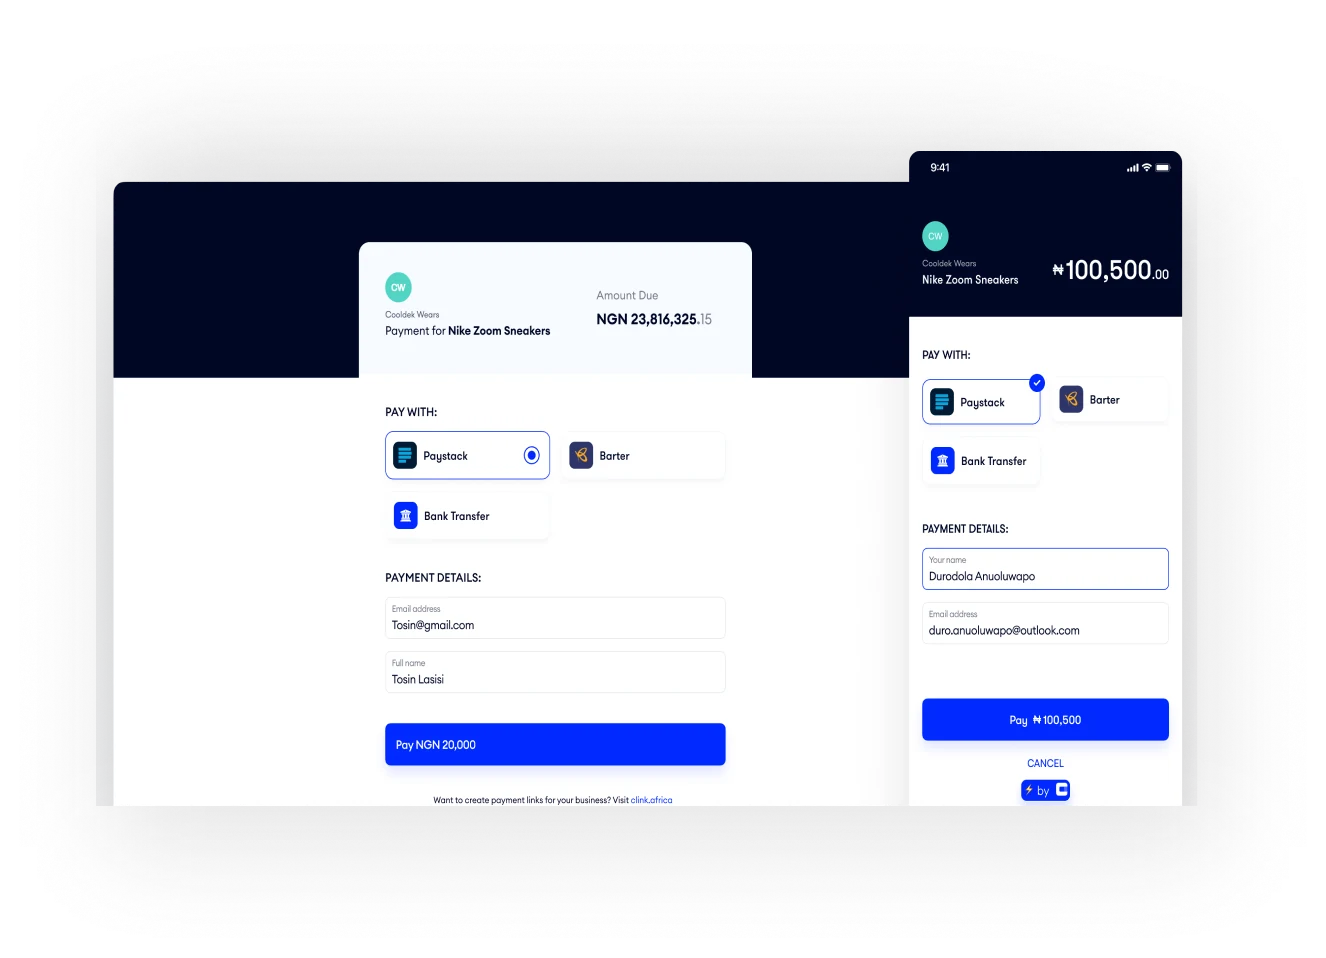 CW
Cooldek Wears
Payment for Nike Zoom Sneakers
Amount Due
NGN 23,816,325.15
PAY WITH:
Paystack
Barter
Bank Transfer
PAYMENT DETAILS:
Email address
Tosin@gmail.com
Full name
Tosin Lasisi
Pay NGN 20,000
Want to create payment links for your business? Visit clink.africa
9:41
CW
Cooldek Wears
Nike Zoom Sneakers
₦100,500.00
PAY WITH:
Paystack
Barter
Bank Transfer
PAYMENT DETAILS:
Your name
Durodola Anuoluwapo
Email address
duro.anuoluwapo@outlook.com
Pay ₦100,500
CANCEL
by